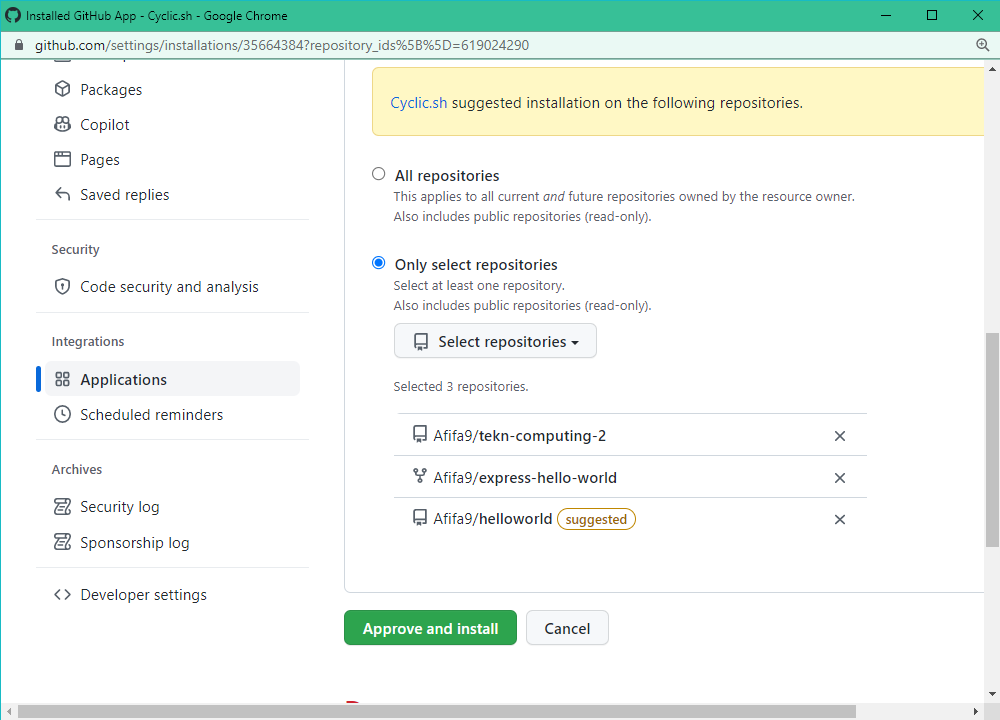 Installed GitHub App - Cyclic.sh - Google Chrome
github.com/settings/installations/35664384?repository_ids%5B%5D=619024290
Packages
Copilot
Pages
Saved replies
Security
Code security and analysis
Integrations
Applications
Scheduled reminders
Archives
Security log
Sponsorship log
Developer settings
Cyclic.sh suggested installation on the following repositories.
All repositories
This applies to all current and future repositories owned by the resource owner.
Also includes public repositories (read-only).
Only select repositories
Select at least one repository.
Also includes public repositories (read-only).
Select repositories
Selected 3 repositories.
Afifa9/tekn-computing-2
Afifa9/express-hello-world
Afifa9/helloworld suggested
Approve and install
Cancel